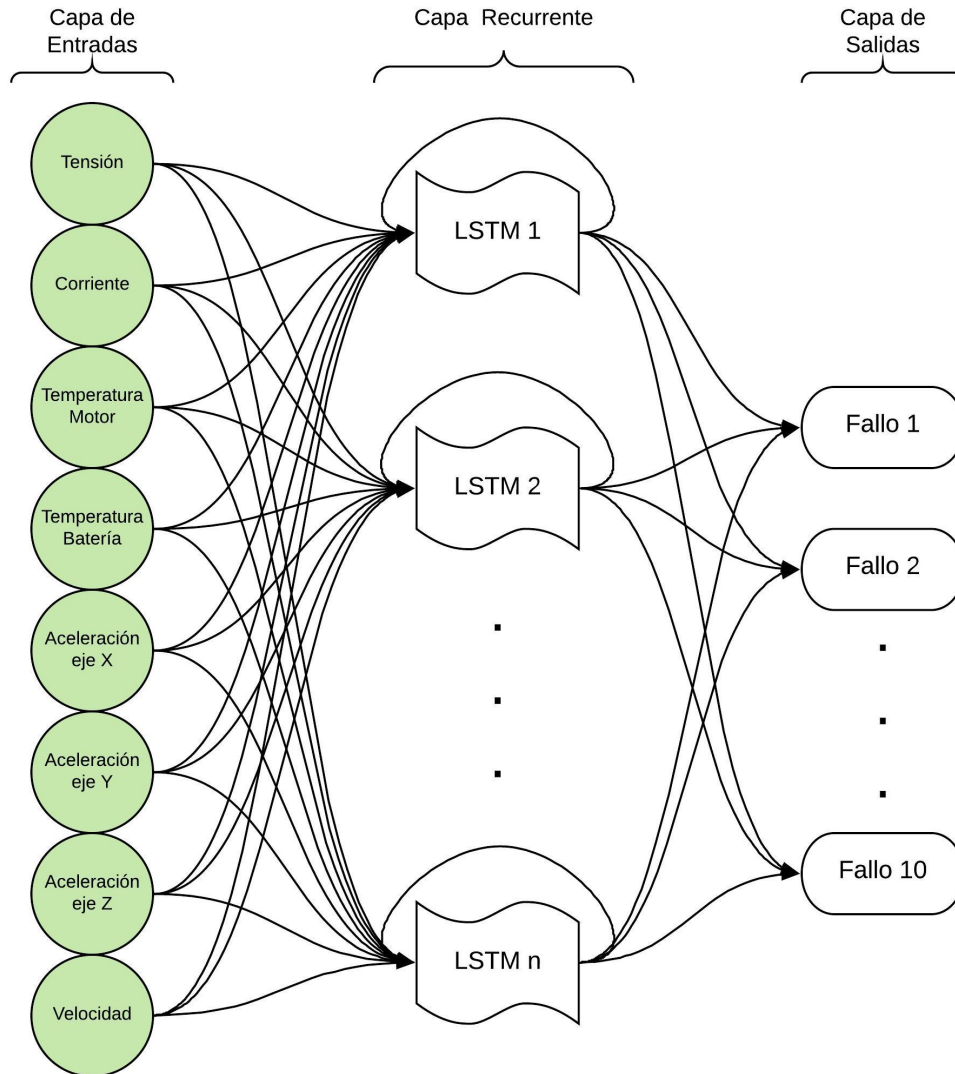 Capa de
Entradas
Capa Recurrente
Capa de
Salidas
Tensión
Corriente
Temperatura
Motor
Temperatura
Batería
Aceleración
eje X
Aceleración
eje Y
Aceleración
eje Z
Velocidad
LSTM 1
LSTM 2
.
.
.
LSTM n
Fallo 1
Fallo 2
.
.
.
Fallo 10